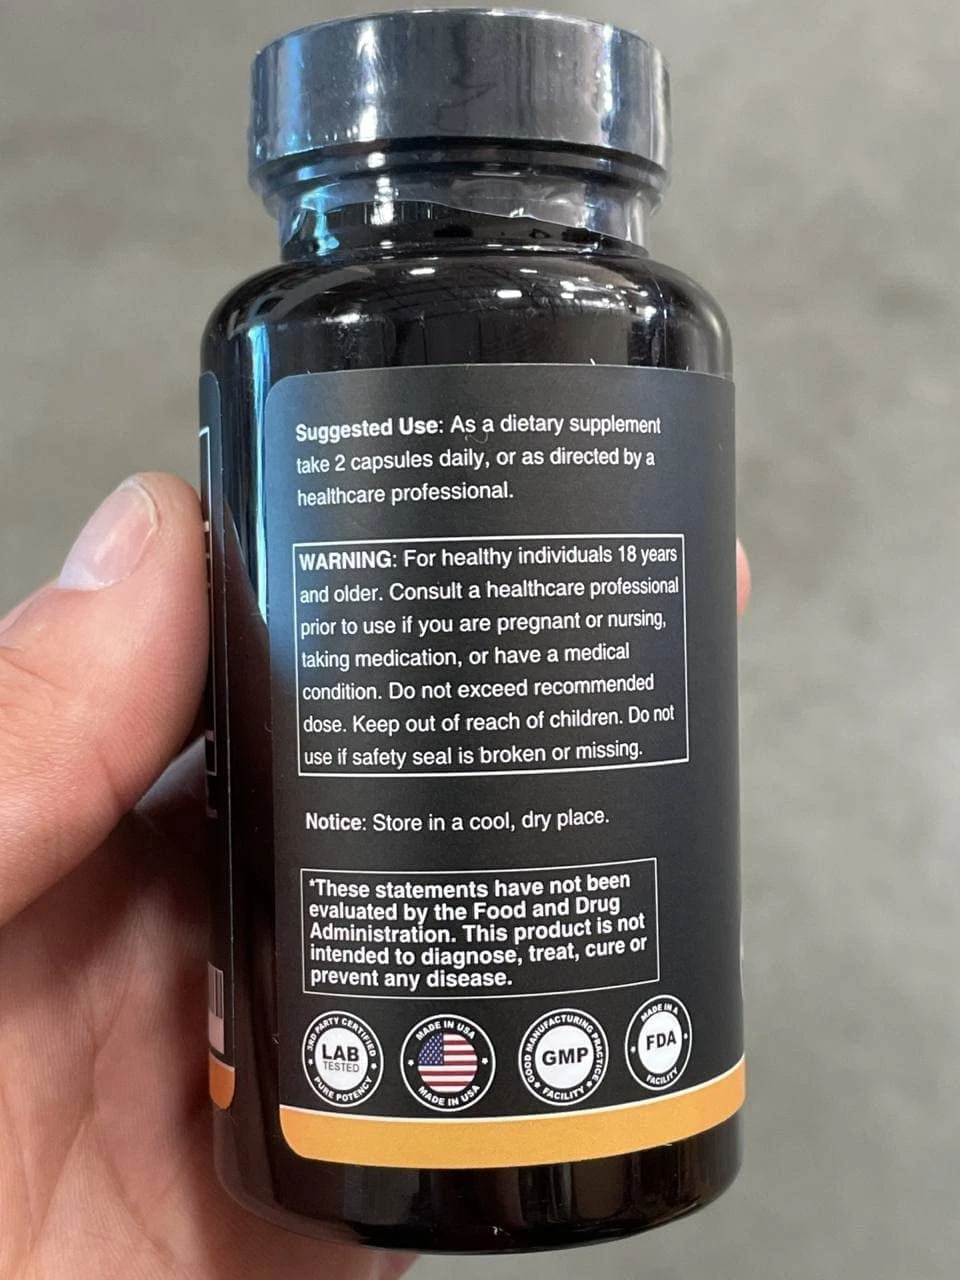 Suggested Use: As a dietary supplement
take 2 capsules daily, or as directed by a
healthcare professional.
WARNING: For healthy individuals 18 years
and older. Consult a healthcare professional
prior to use if you are pregnant or nursing,
taking medication, or have a medical
condition. Do not exceed recommended
dose. Keep out of reach of children. Do not
use if safety seal is broken or missing.
Notice: Store in a cool, dry place.
*These statements have not been
evaluated by the Food and Drug
Administration. This product is not
intended to diagnose, treat, cure or
prevent any disease.
3RD PARTY CERTIFIED
LAB
TESTED
PURE POTENCY
MADE IN USA
MADE IN USA
GOOD MANUFACTURING PRACTICE
GMP
FACILITY
MADE IN A
FDA
FACILITY